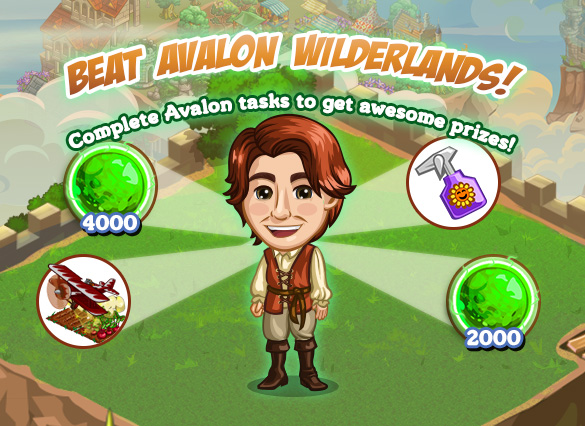 BEAT AVALON WILDERLANDS!
Complete Avalon tasks to get awesome prizes!
4000
2000